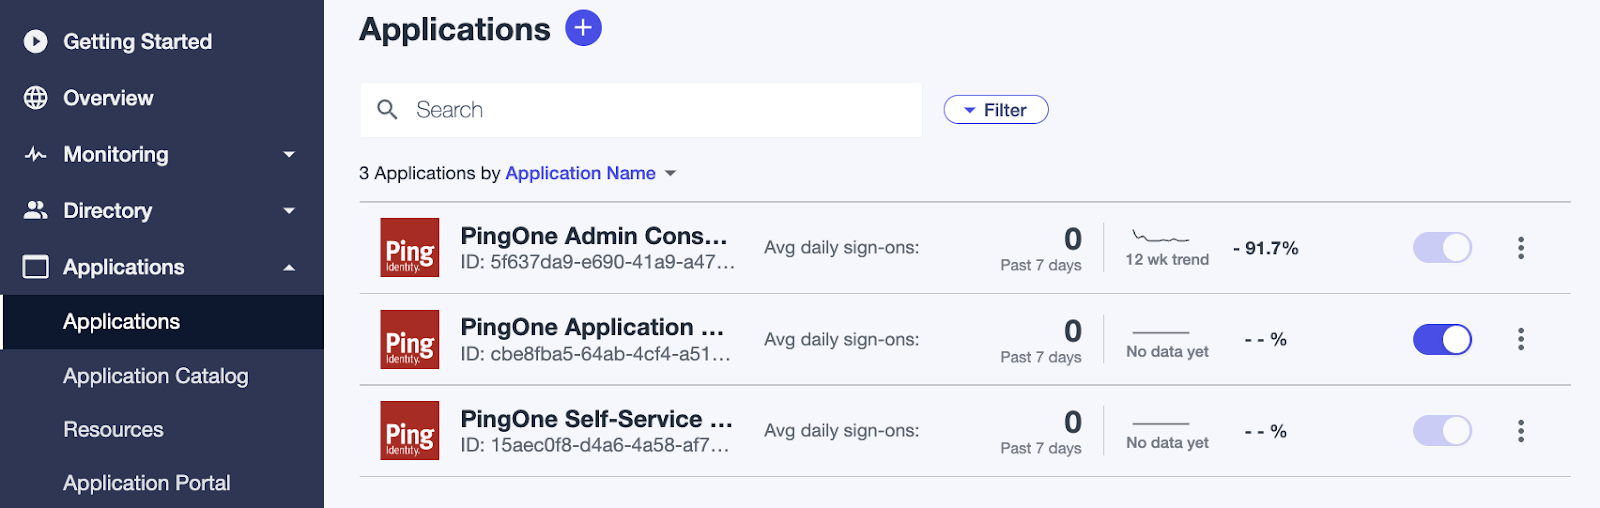 Getting Started
Overview
Monitoring
Directory
Applications
Applications
Application Catalog
Resources
Application Portal
Applications
Search
Filter
3 Applications by Application Name
Ping
Identity.
PingOne Admin Cons...
ID: 5f637da9-e690-41a9-a47...
Avg daily sign-ons:
0
Past 7 days
12 wk trend
- 91.7%
Ping
Identity.
PingOne Application ...
ID: cbe8fba5-64ab-4cf4-a51...
Avg daily sign-ons:
0
Past 7 days
No data yet
- - %
Ping
Identity.
PingOne Self-Service ...
ID: 15aec0f8-d4a6-4a58-af7...
Avg daily sign-ons:
0
Past 7 days
No data yet
- - %